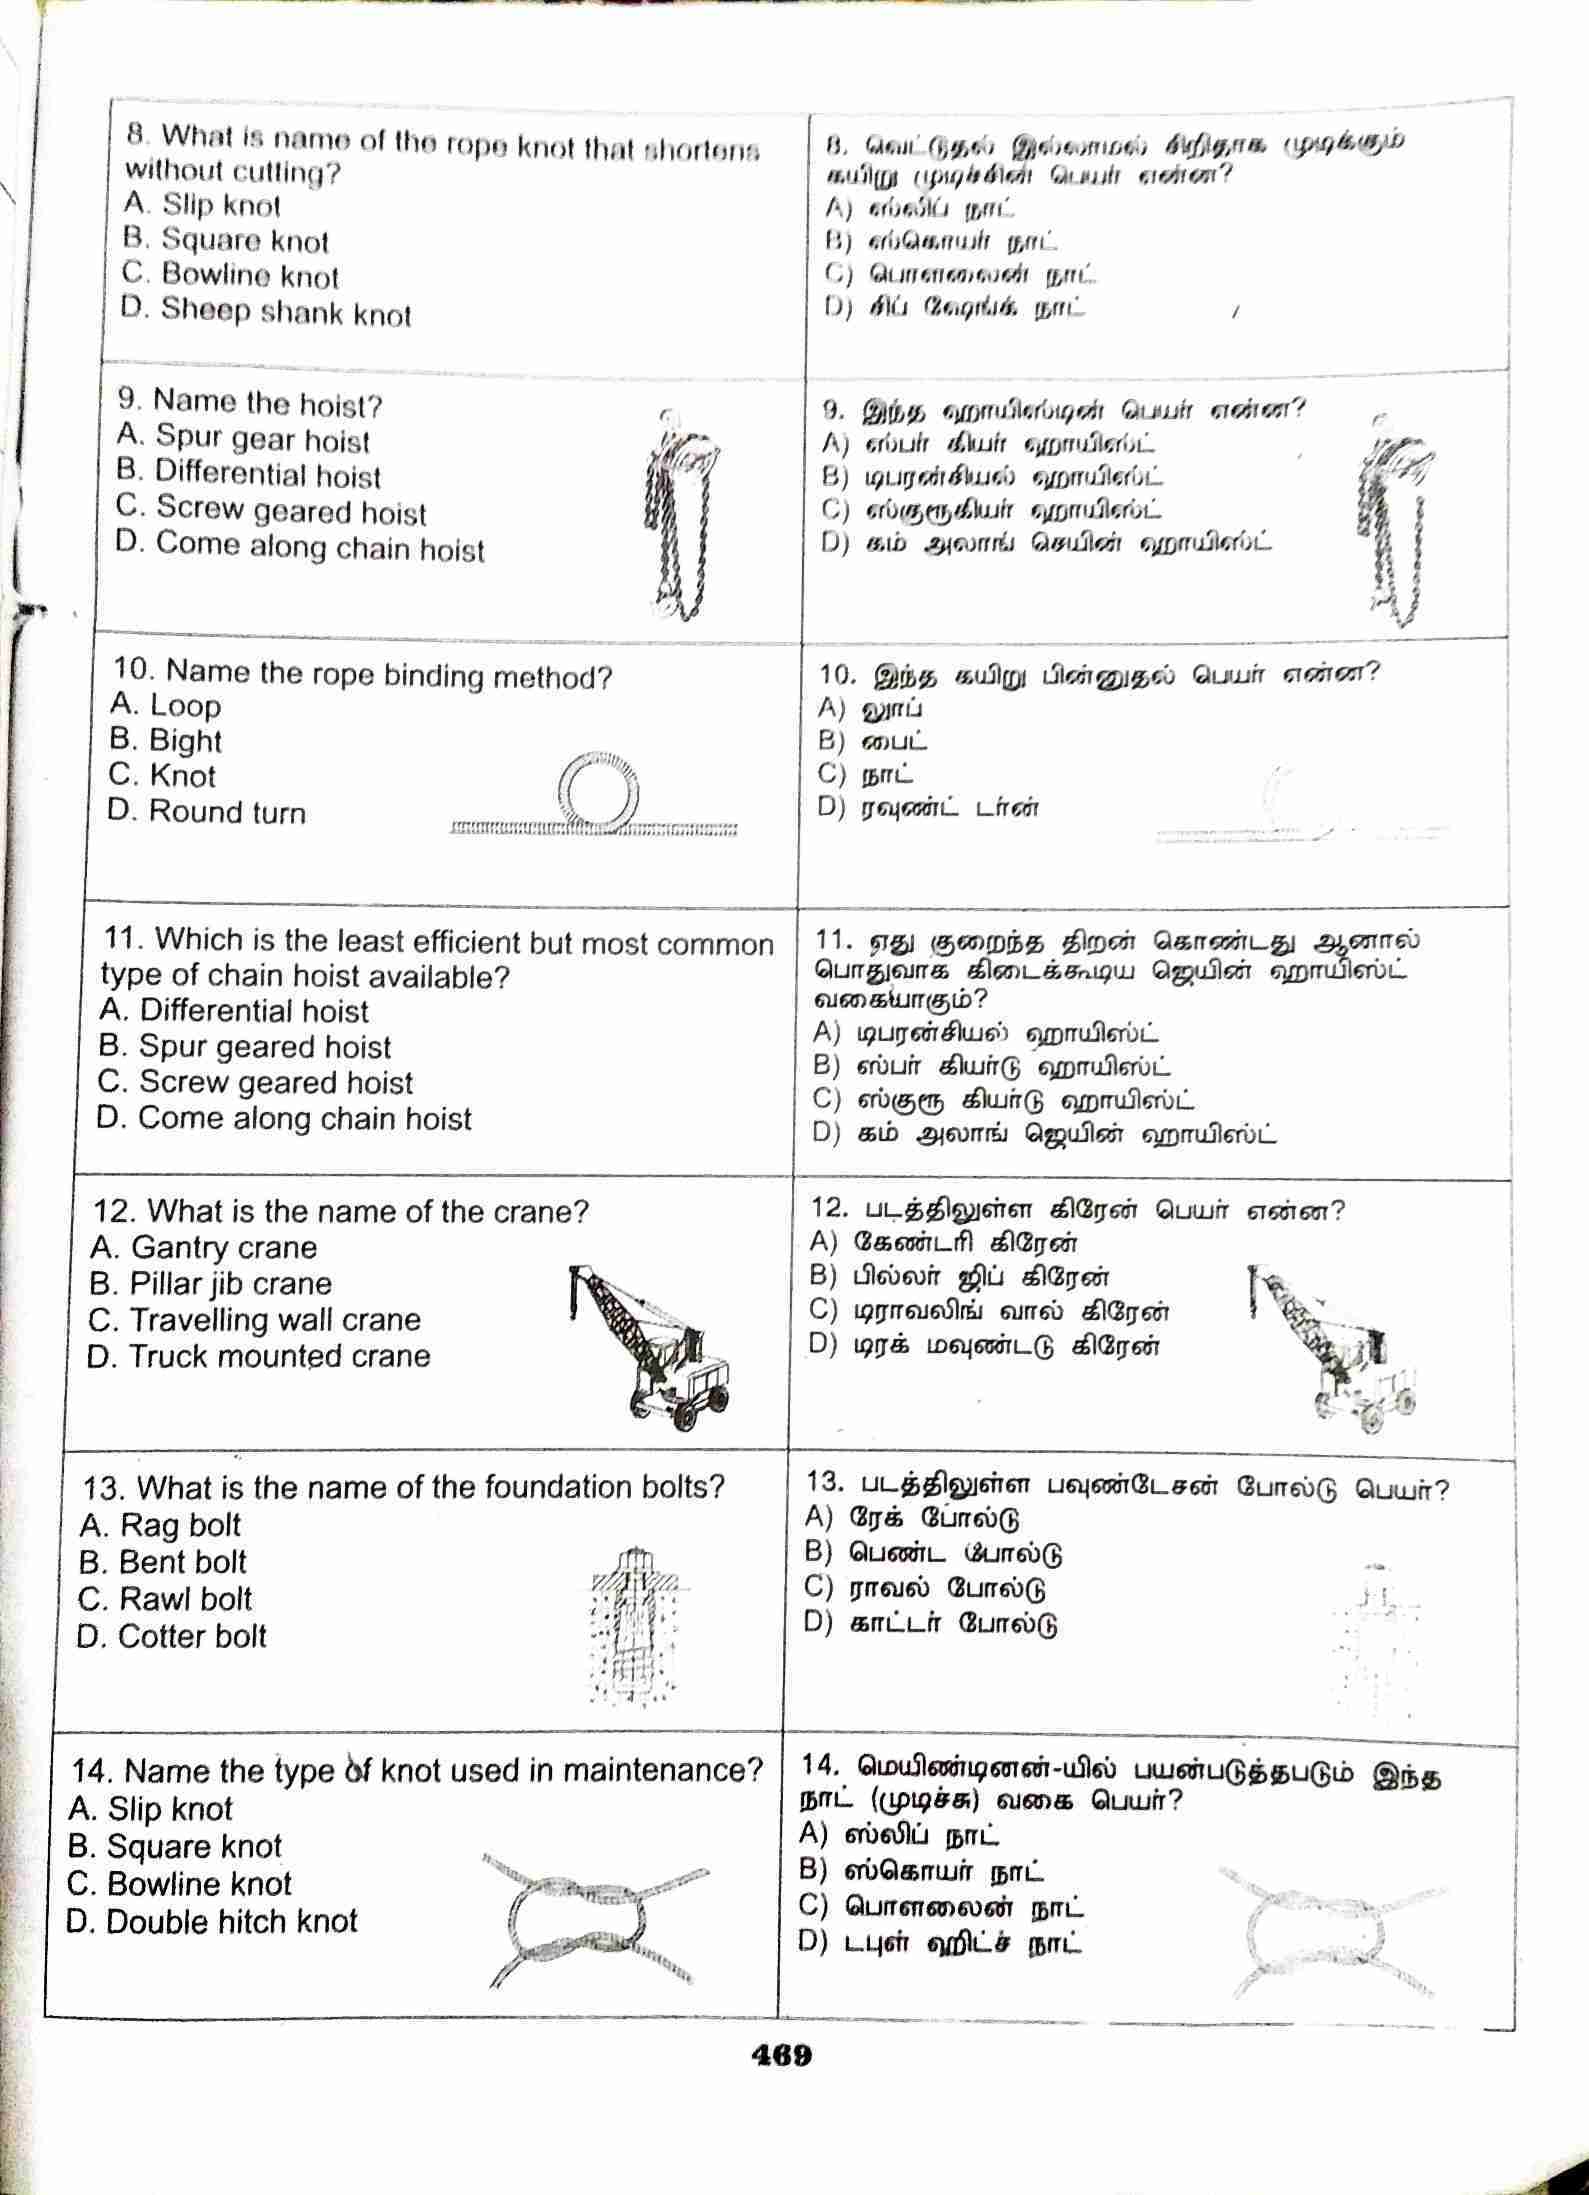 8. What is name of the rope knot that shortens
without cutting?
A. Slip knot
B. Square knot
C. Bowline knot
D. Sheep shank knot
8. வெட்டுதல் இல்லாமல் சிறிதாக முடிக்கும்
கயிறு முடிச்சின் பெயர் என்ன?
A) ஸ்லிப் நாட்
B) ஸ்கொயர் நாட்
C) பௌலைன் நாட்
D) சிப் ஷேங்க் நாட்
9. Name the hoist?
A. Spur gear hoist
B. Differential hoist
C. Screw geared hoist
D. Come along chain hoist
9. இந்த ஹாயிஸ்டின் பெயர் என்ன?
A) ஸ்பர் கியர் ஹாயிஸ்ட்
B) டிபரன்சியல் ஹாயிஸ்ட்
C) ஸ்குரூகியர் ஹாயிஸ்ட்
D) கம் அலாங் செயின் ஹாயிஸ்ட்
10. Name the rope binding method?
A. Loop
B. Bight
C. Knot
D. Round turn
10. இந்த கயிறு பின்னுதல் பெயர் என்ன?
A) லூப்
B) பைட்
C) நாட்
D) ரவுண்ட் டர்ன்
11. Which is the least efficient but most common
type of chain hoist available?
A. Differential hoist
B. Spur geared hoist
C. Screw geared hoist
D. Come along chain hoist
11. எது குறைந்த திறன் கொண்டது ஆனால்
பொதுவாக கிடைக்கூடிய ஜெயின் ஹாயிஸ்ட்
வகையாகும்?
A) டிபரன்சியல் ஹாயிஸ்ட்
B) ஸ்பர் கியர்டு ஹாயிஸ்ட்
C) ஸ்குரூ கியர்டு ஹாயிஸ்ட்
D) கம் அலாங் ஜெயின் ஹாயிஸ்ட்
12. What is the name of the crane?
A. Gantry crane
B. Pillar jib crane
C. Travelling wall crane
D. Truck mounted crane
12. படத்திலுள்ள கிரேன் பெயர் என்ன?
A) கேண்டரி கிரேன்
B) பில்லர் ஜிப் கிரேன்
C) டிராவலிங் வால் கிரேன்
D) டிரக் மவுண்டடு கிரேன்
13. What is the name of the foundation bolts?
A. Rag bolt
B. Bent bolt
C. Rawl bolt
D. Cotter bolt
13. படத்திலுள்ள பவுண்டேசன் போல்டு பெயர்?
A) ரேக் போல்டு
B) பெண்ட போல்டு
C) ராவல் போல்டு
D) காட்டர் போல்டு
14. Name the type of knot used in maintenance?
A. Slip knot
B. Square knot
C. Bowline knot
D. Double hitch knot
14. மெயிண்டினன்-யில் பயன்படுத்தபடும் இந்த
நாட் (முடிச்சு) வகை பெயர்?
A) ஸ்லிப் நாட்
B) ஸ்கொயர் நாட்
C) பௌலைன் நாட்
D) டபுள் ஹிட்ச் நாட்
469